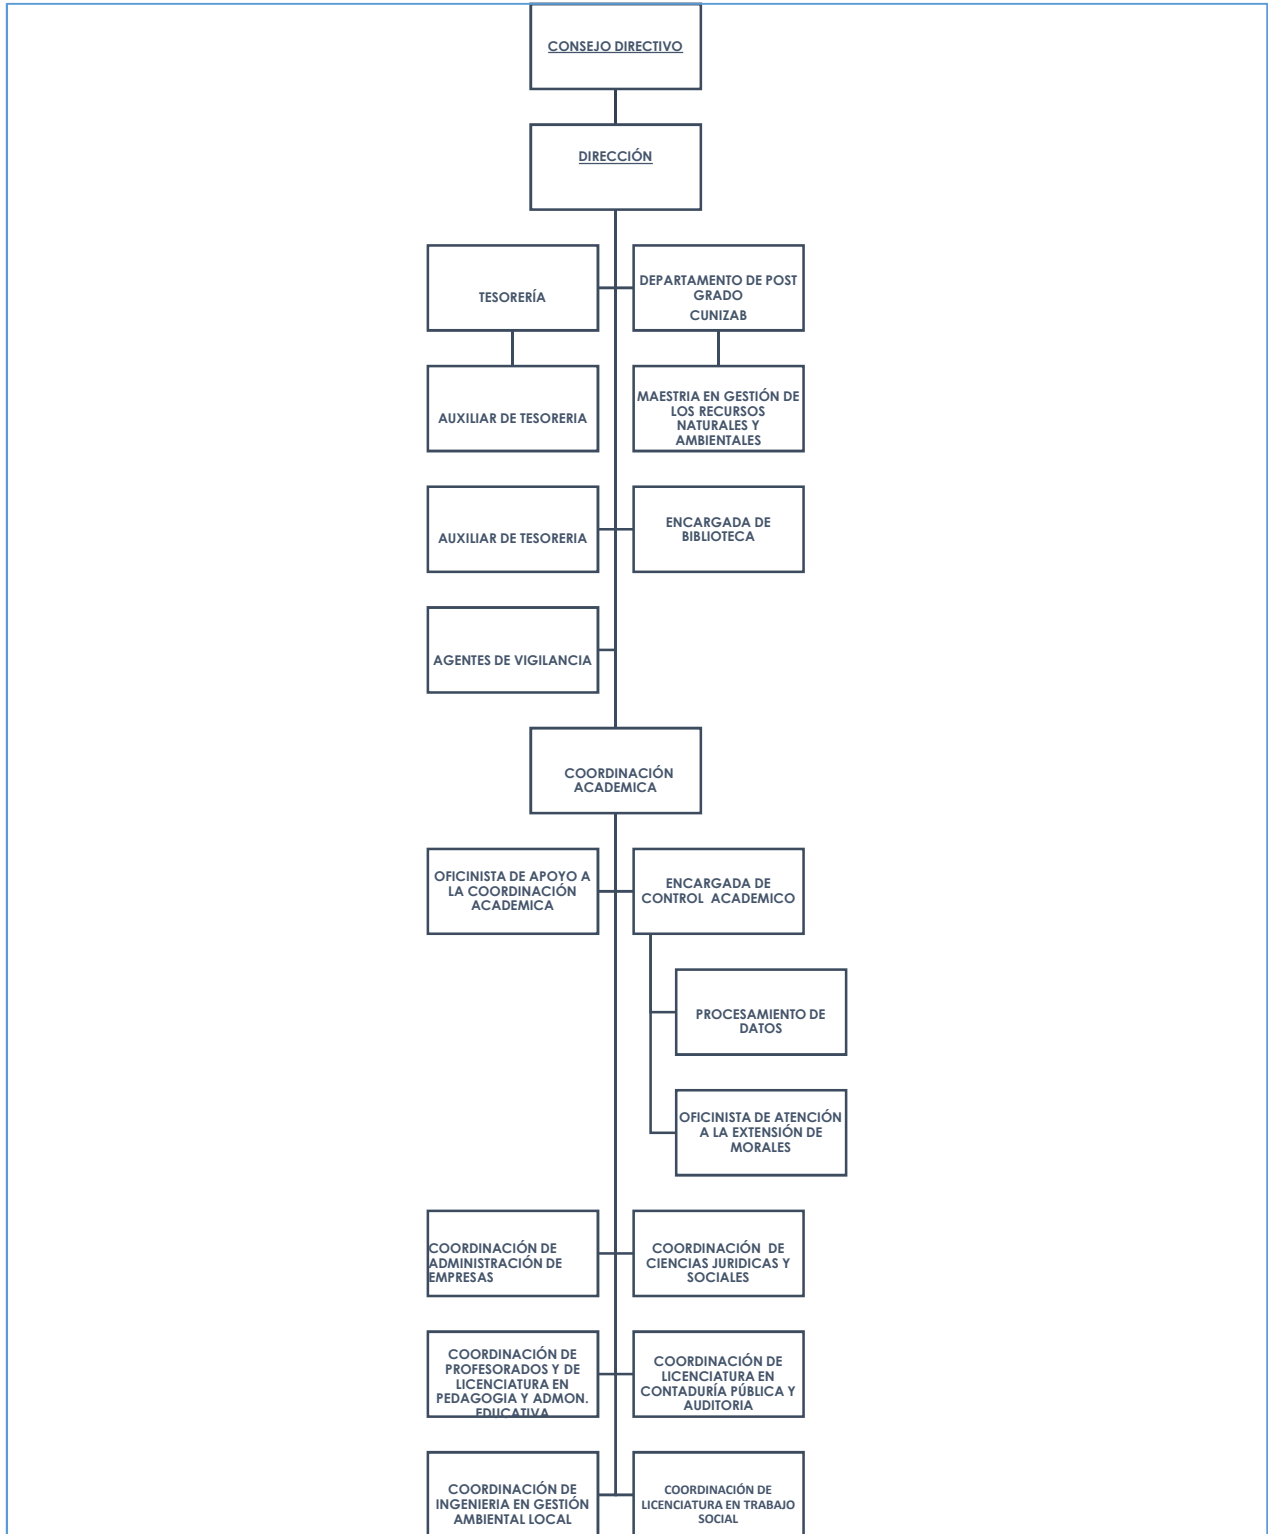 CONSEJO DIRECTIVO
DIRECCIÓN
TESORERÍA
DEPARTAMENTO DE POST
GRADO
CUNIZAB
AUXILIAR DE TESORERIA
MAESTRIA EN GESTIÓN DE
LOS RECURSOS
NATURALES Y
AMBIENTALES
AUXILIAR DE TESORERIA
ENCARGADA DE
BIBLIOTECA
AGENTES DE VIGILANCIA
COORDINACIÓN
ACADEMICA
OFICINISTA DE APOYO A
LA COORDINACIÓN
ACADEMICA
ENCARGADA DE
CONTROL  ACADEMICO
PROCESAMIENTO DE
DATOS
OFICINISTA DE ATENCIÓN
A LA EXTENSIÓN DE
MORALES
COORDINACIÓN DE
ADMINISTRACIÓN DE
EMPRESAS
COORDINACIÓN  DE
CIENCIAS JURIDICAS Y
SOCIALES
COORDINACIÓN DE
PROFESORADOS Y DE
LICENCIATURA EN
PEDAGOGIA Y ADMON.
EDUCATIVA
COORDINACIÓN DE
LICENCIATURA EN
CONTADURÍA PÚBLICA Y
AUDITORIA
COORDINACIÓN DE
INGENIERIA EN GESTIÓN
AMBIENTAL LOCAL
COORDINACIÓN DE
LICENCIATURA EN TRABAJO
SOCIAL